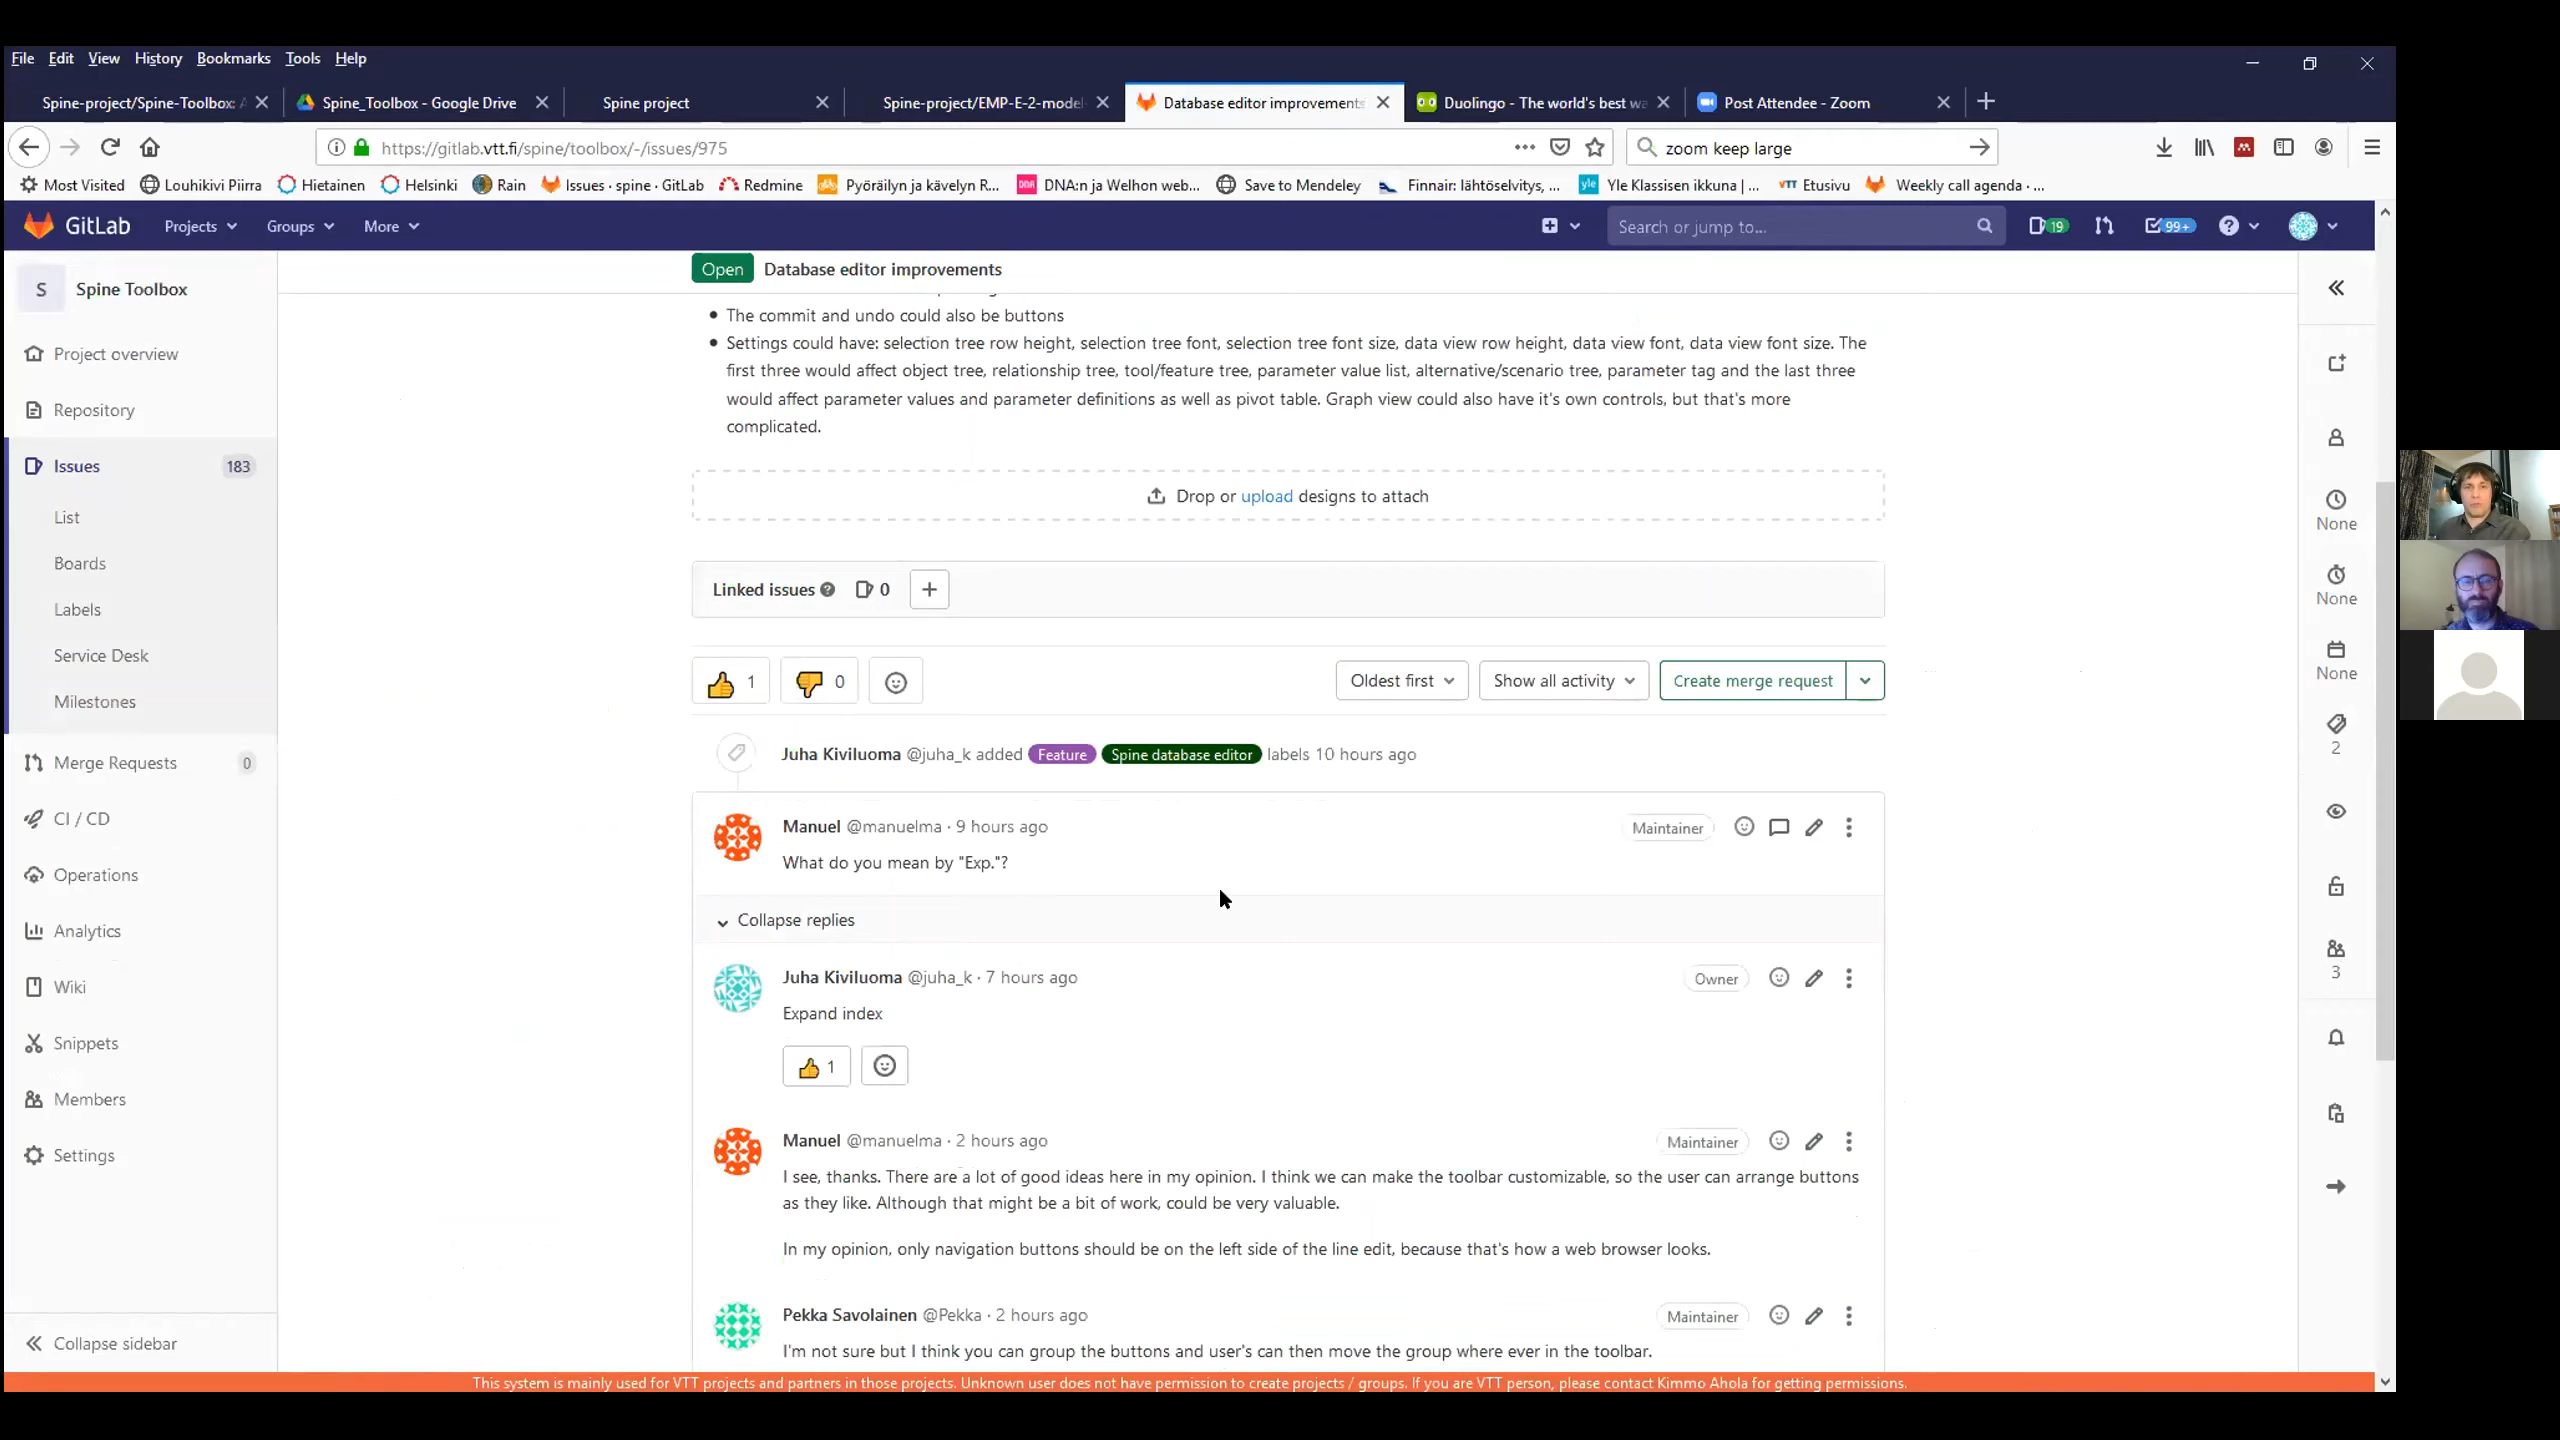 File Edit View History Bookmarks Tools Help
Spine-project/Spine-Toolbox: Spine_Toolbox - Google Drive Spine project Spine-project/EMP-E-2-model Database editor improvements Duolingo - The world's best wa Post Attendee - Zoom
https://gitlab.vtt.fi/spine/toolbox/-/issues/975 zoom keep large
Most Visited Louhikivi Piirra Hietainen Helsinki Rain Issues · spine · GitLab Redmine Pyöräilyn ja kävelyn R... DNA:n ja Welhon web... Save to Mendeley Finnair: lähtöselvitys, ... Yle Klassisen ikkuna | ... Etusivu Weekly call agenda · ...
GitLab Projects Groups More Search or jump to... 19 99+
S Spine Toolbox
Project overview
Repository
Issues 183
List
Boards
Labels
Service Desk
Milestones
Merge Requests 0
CI / CD
Operations
Analytics
Wiki
Snippets
Members
Settings
Collapse sidebar
Open Database editor improvements
The commit and undo could also be buttons
Settings could have: selection tree row height, selection tree font, selection tree font size, data view row height, data view font, data view font size. The
first three would affect object tree, relationship tree, tool/feature tree, parameter value list, alternative/scenario tree, parameter tag and the last three
would affect parameter values and parameter definitions as well as pivot table. Graph view could also have it's own controls, but that's more
complicated.
Drop or upload designs to attach
Linked issues 0
1 0 Oldest first Show all activity Create merge request
Juha Kiviluoma @juha_k added Feature Spine database editor labels 10 hours ago
Manuel @manuelma · 9 hours ago Maintainer
What do you mean by "Exp."?
Collapse replies
Juha Kiviluoma @juha_k · 7 hours ago Owner
Expand index
1
Manuel @manuelma · 2 hours ago Maintainer
I see, thanks. There are a lot of good ideas here in my opinion. I think we can make the toolbar customizable, so the user can arrange buttons
as they like. Although that might be a bit of work, could be very valuable.
In my opinion, only navigation buttons should be on the left side of the line edit, because that's how a web browser looks.
Pekka Savolainen @Pekka · 2 hours ago Maintainer
I'm not sure but I think you can group the buttons and user's can then move the group where ever in the toolbar.
None
None
None
2
3
This system is mainly used for VTT projects and partners in those projects. Unknown user does not have permission to create projects / groups. If you are VTT person, please contact Kimmo Ahola for getting permissions.